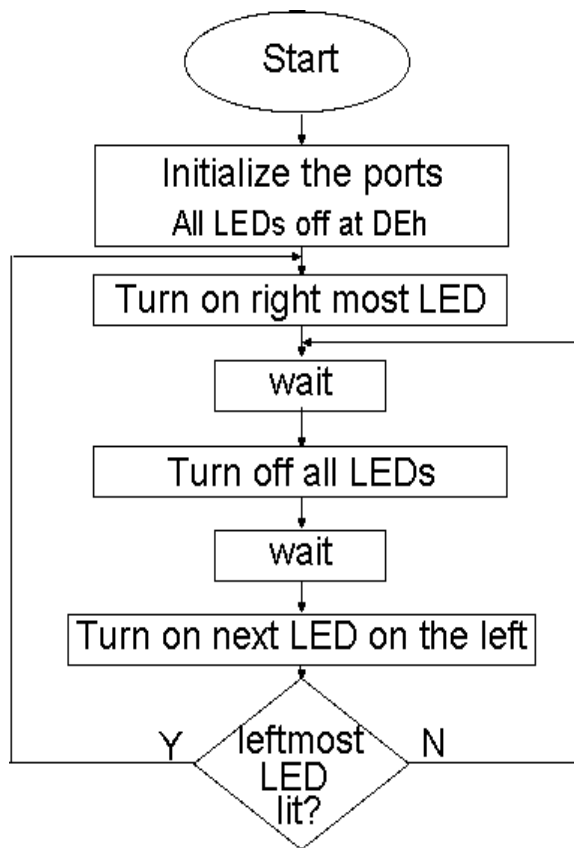 Start
Initialize the ports
All LEDs off at DEh
Turn on right most LED
wait
Turn off all LEDs
wait
Turn on next LED on the left
Y
leftmost
LED
lit?
N